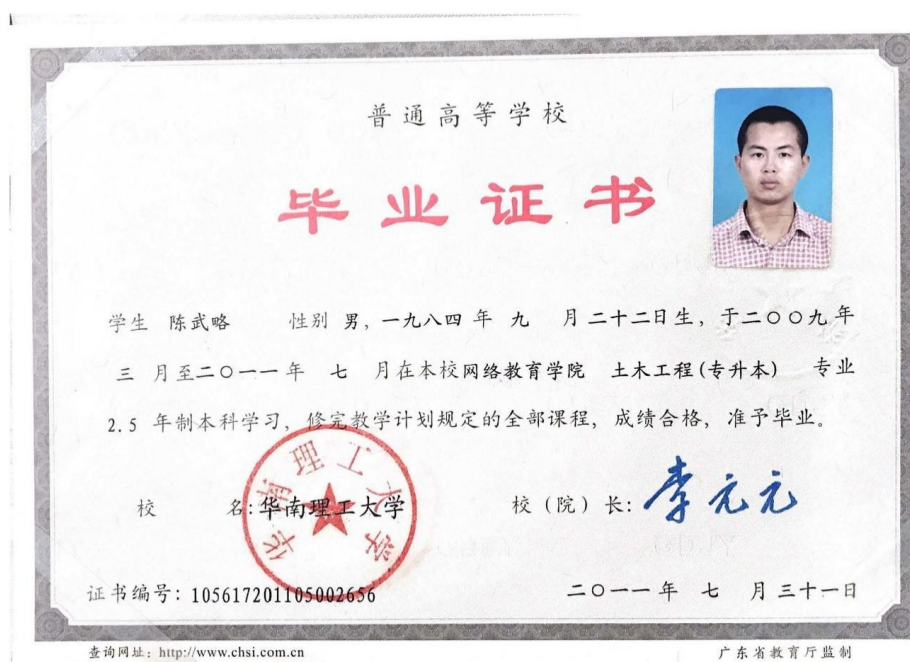 普通高等学校
毕业证书
学生 陈武略 性别 男，一九八四 年 九 月 二十二日生，于二〇〇九年
三 月至二〇一一 年 七 月在本校网络教育学院 土木工程(专升本) 专业
2.5 年制本科学习，修完教学计划规定的全部课程，成绩合格，准予毕业。
校 名:华南理工大学 校（院）长: 李元元
华南理工大学
证书编号: 105617201105002656 二〇一一 年 七 月 三十一日
查询网址: http://www.chsi.com.cn 广东省教育厅监制